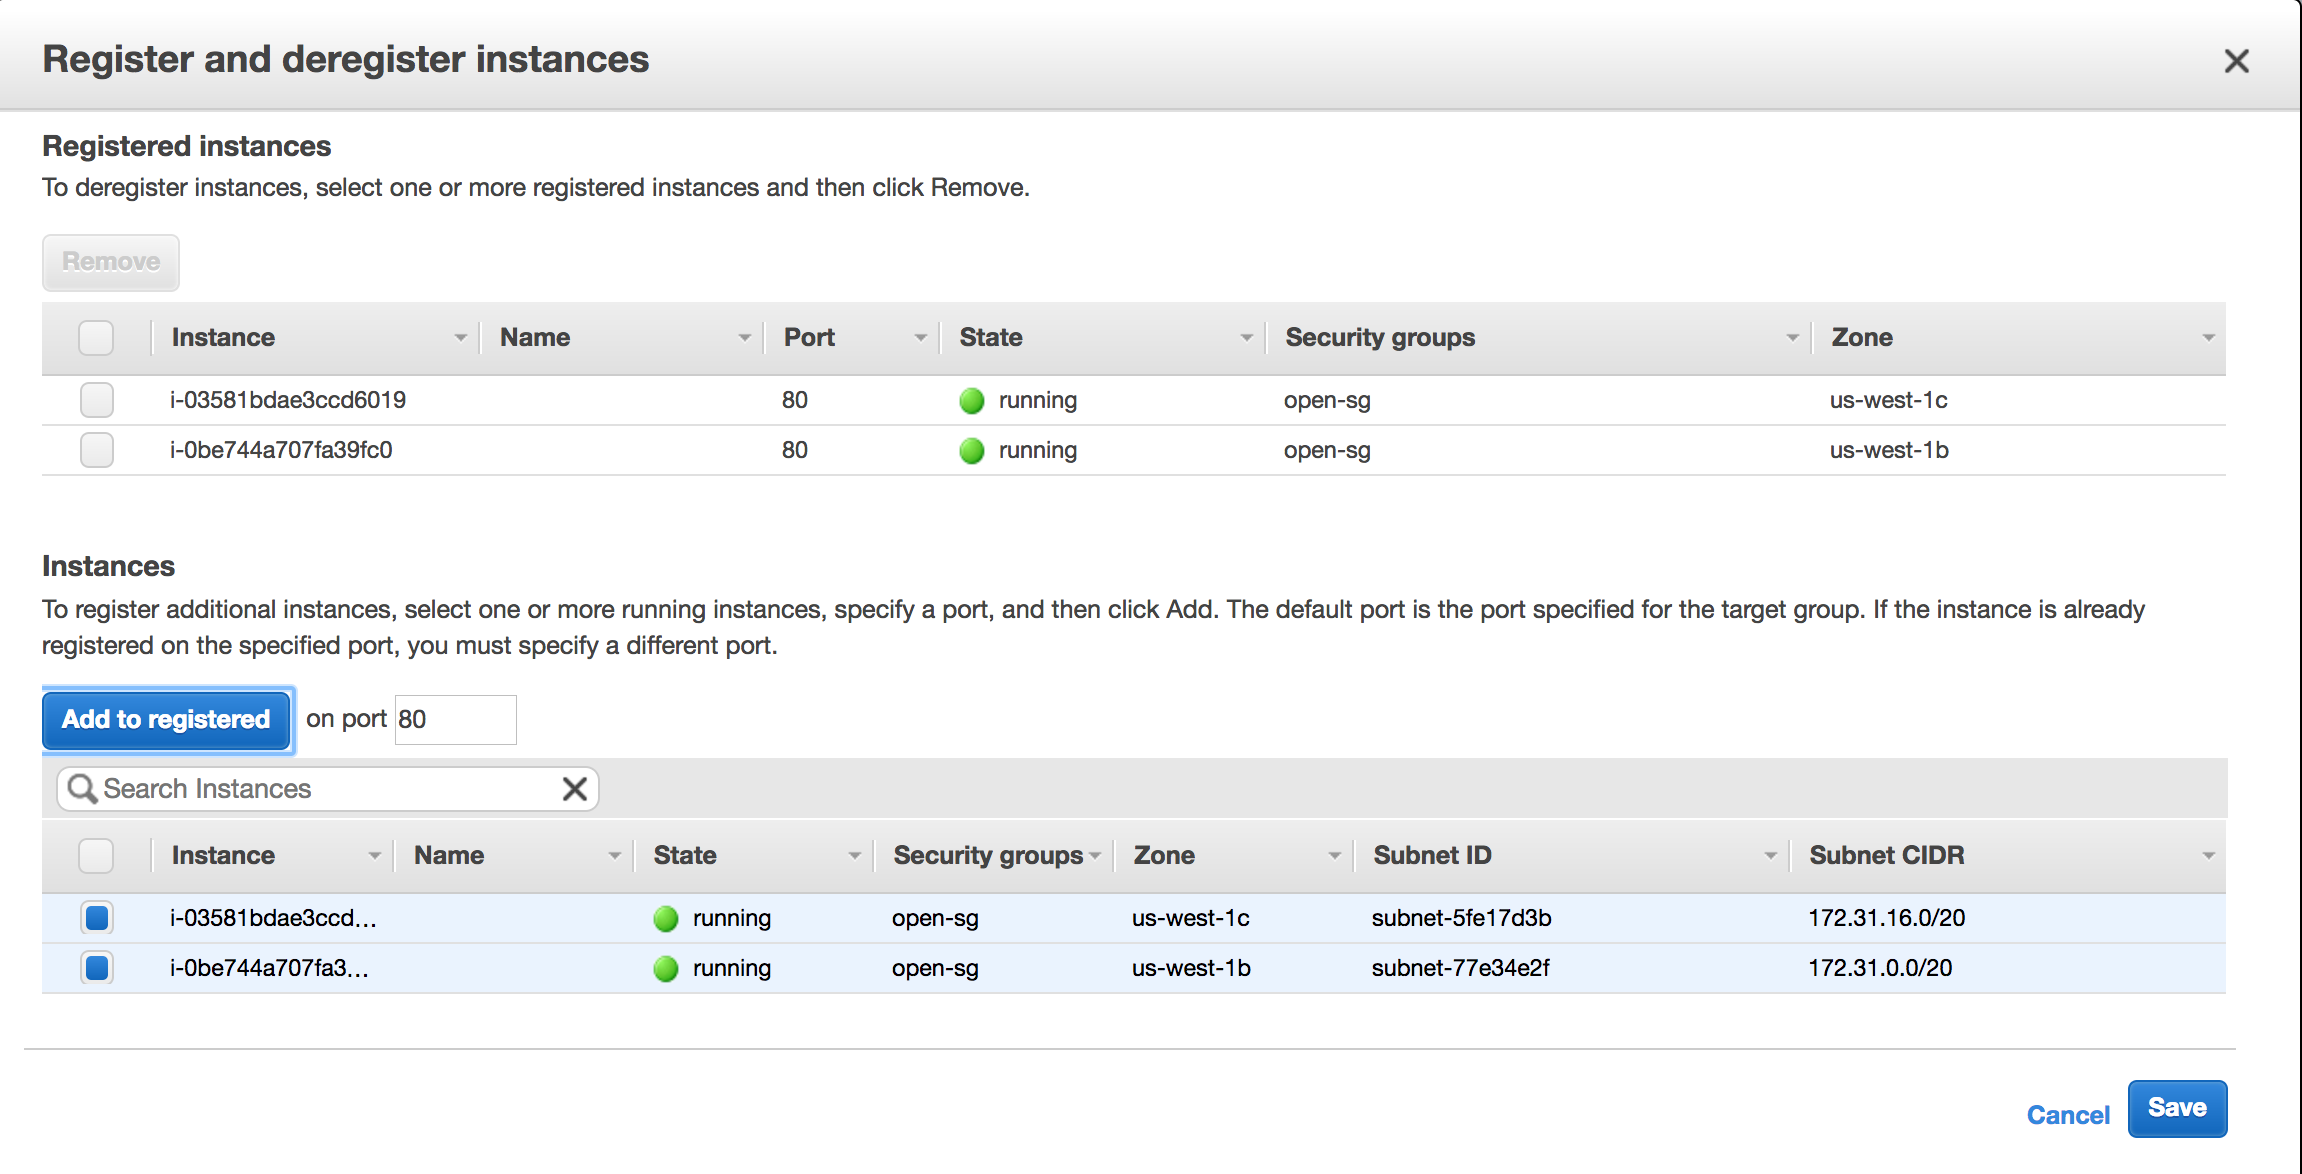 Register and deregister instances
Registered instances
To deregister instances, select one or more registered instances and then click Remove.
Remove
Instance Name Port State Security groups Zone
i-03581bdae3ccd6019 80 running open-sg us-west-1c
i-0be744a707fa39fc0 80 running open-sg us-west-1b
Instances
To register additional instances, select one or more running instances, specify a port, and then click Add. The default port is the port specified for the target group. If the instance is already
registered on the specified port, you must specify a different port.
Add to registered on port 80
Search Instances
Instance Name State Security groups Zone Subnet ID Subnet CIDR
i-03581bdae3ccd... running open-sg us-west-1c subnet-5fe17d3b 172.31.16.0/20
i-0be744a707fa3... running open-sg us-west-1b subnet-77e34e2f 172.31.0.0/20
Cancel Save